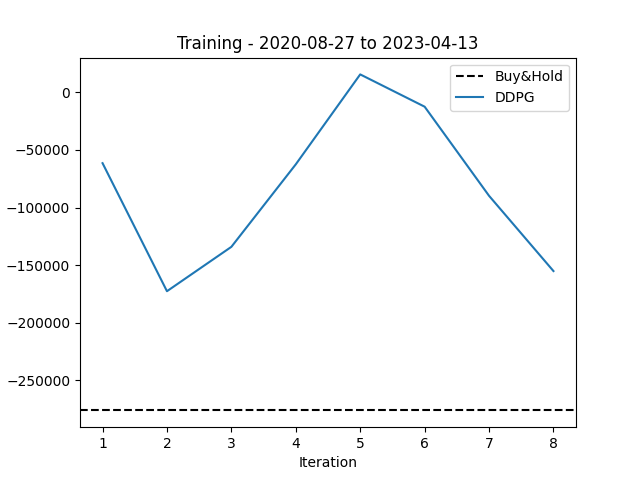 Training - 2020-08-27 to 2023-04-13
Buy&Hold
DDPG
0
−50000
−100000
−150000
−200000
−250000
1 2 3 4 5 6 7 8
Iteration